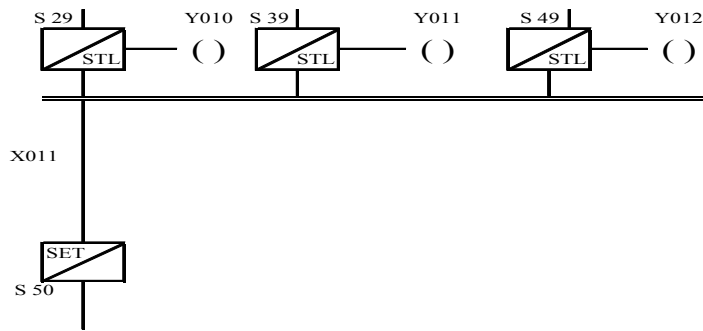 S 29 Y010 S 39 Y011 S 49 Y012
STL ( ) STL ( ) STL ( )
X011
SET
S 50